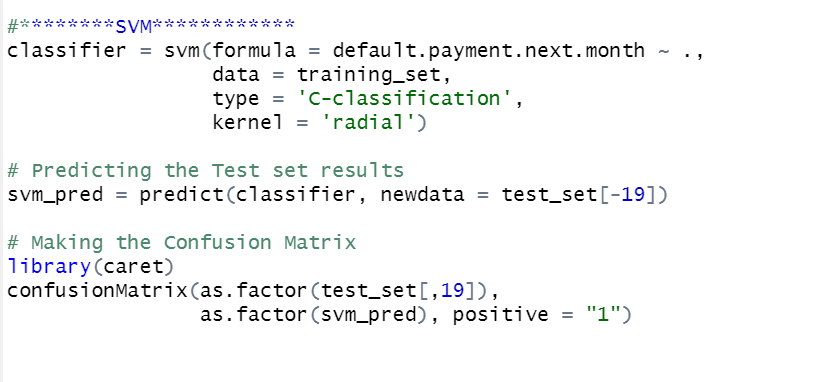 #********SVM************
classifier = svm(formula = default.payment.next.month ~ .,
                 data = training_set,
                 type = 'C-classification',
                 kernel = 'radial')
# Predicting the Test set results
svm_pred = predict(classifier, newdata = test_set[-19])
# Making the Confusion Matrix
library(caret)
confusionMatrix(as.factor(test_set[,19]),
                as.factor(svm_pred), positive = "1")